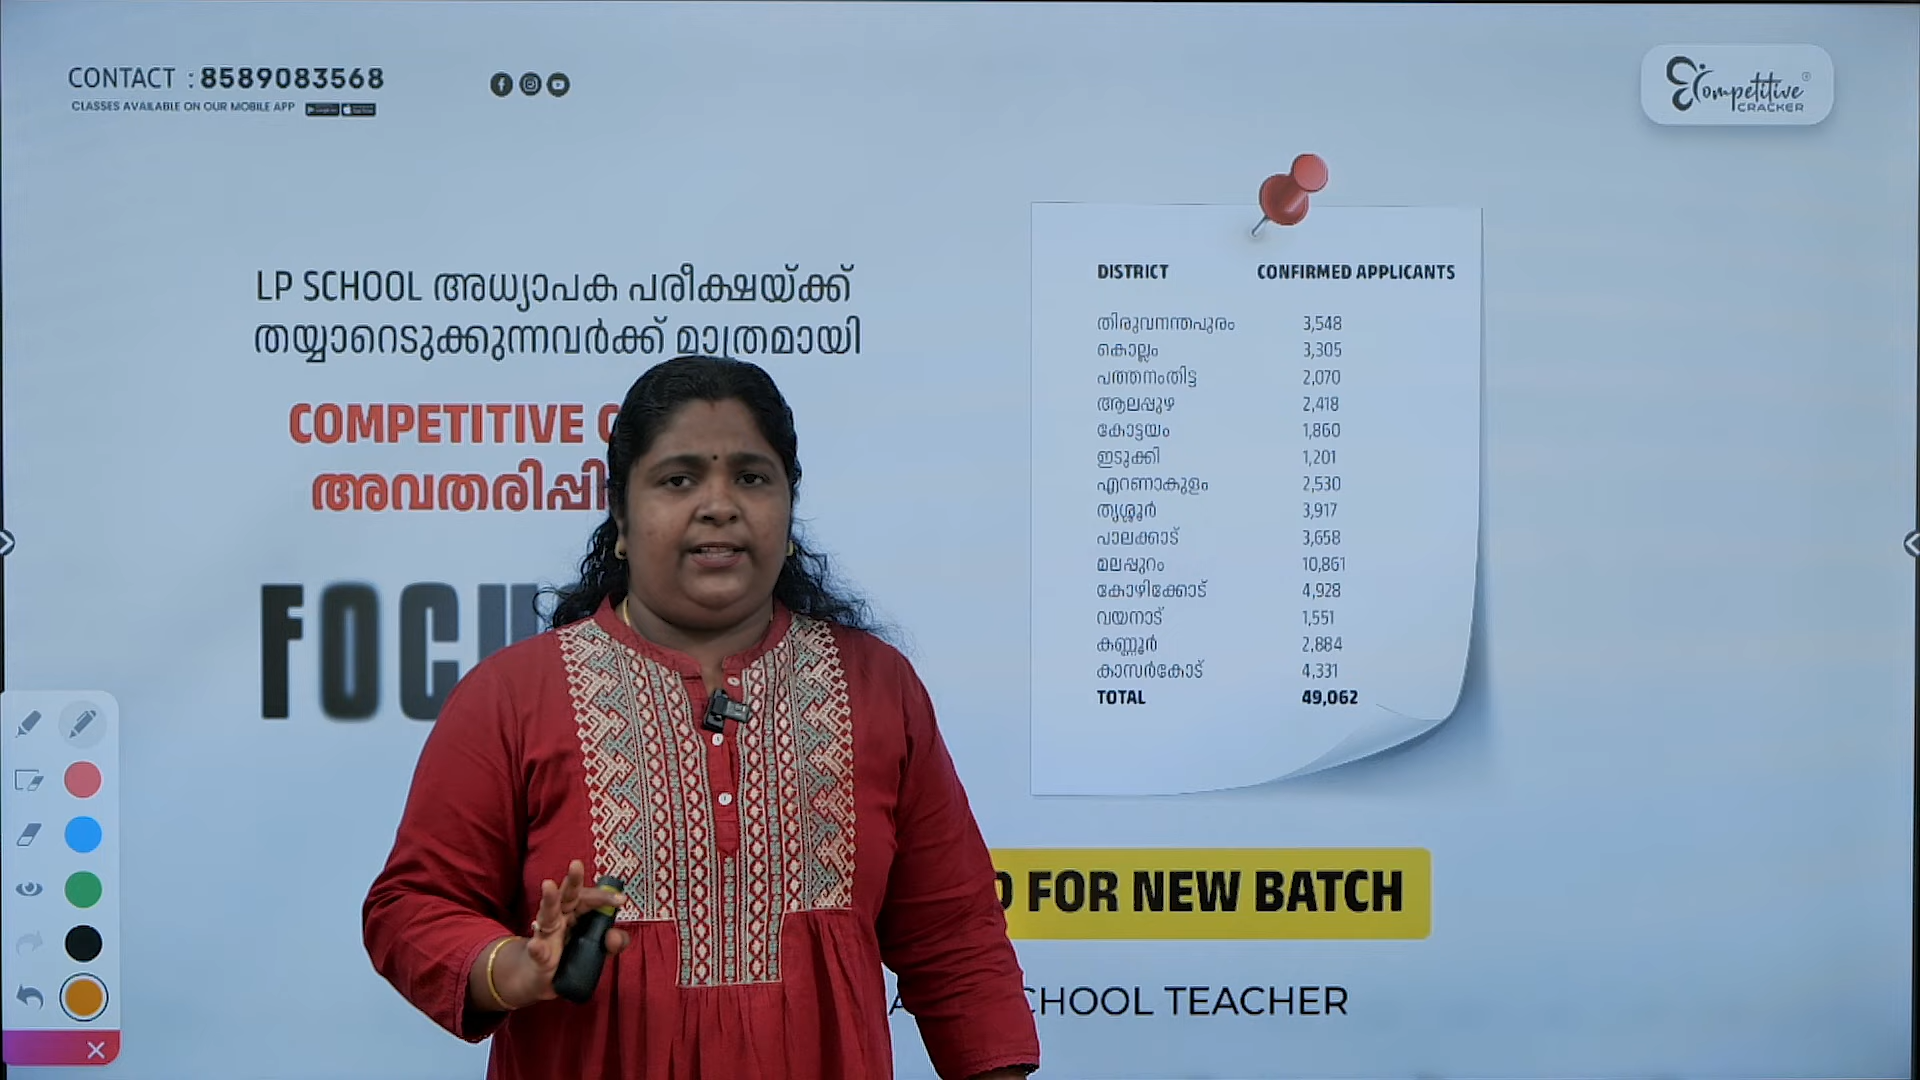 CONTACT : 8589083568
CLASSES AVAILABLE ON OUR MOBILE APP
Competitive
CRACKER
LP SCHOOL അധ്യാപക പരീക്ഷയ്ക്ക്
തയ്യാറെടുക്കുന്നവർക്ക് മാത്രമായി
COMPETITIVE
FOCU
DISTRICT CONFIRMED APPLICANTS
തിരുവനന്തപുരം 3,548
കൊല്ലം 3,305
പത്തനംതിട്ട 2,070
ആലപ്പുഴ 2,418
കോട്ടയം 1,860
ഇടുക്കി 1,201
എറണാകുളം 2,530
തൃശ്ശൂർ 3,917
പാലക്കാട് 3,658
മലപ്പുറം 10,861
കോഴിക്കോട് 4,928
വയനാട് 1,551
കണ്ണൂർ 2,884
കാസർകോട് 4,331
TOTAL 49,062
FOR NEW BATCH
SCHOOL TEACHER